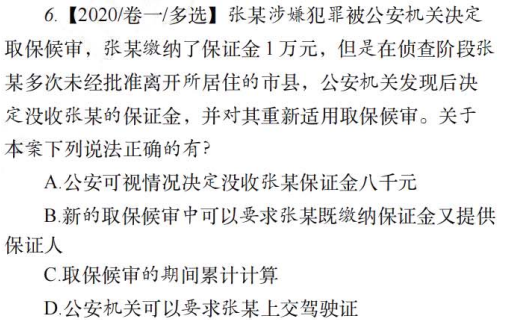 6.【2020/卷一/多选】张某涉嫌犯罪被公安机关决定
取保候审，张某缴纳了保证金1万元，但是在侦查阶段张
某多次未经批准离开所居住的市县，公安机关发现后决
定没收张某的保证金，并对其重新适用取保候审。关于
本案下列说法正确的有?
A.公安可视情况决定没收张某保证金八千元
B.新的取保候审中可以要求张某既缴纳保证金又提供
保证人
C.取保候审的期间累计计算
D.公安机关可以要求张某上交驾驶证